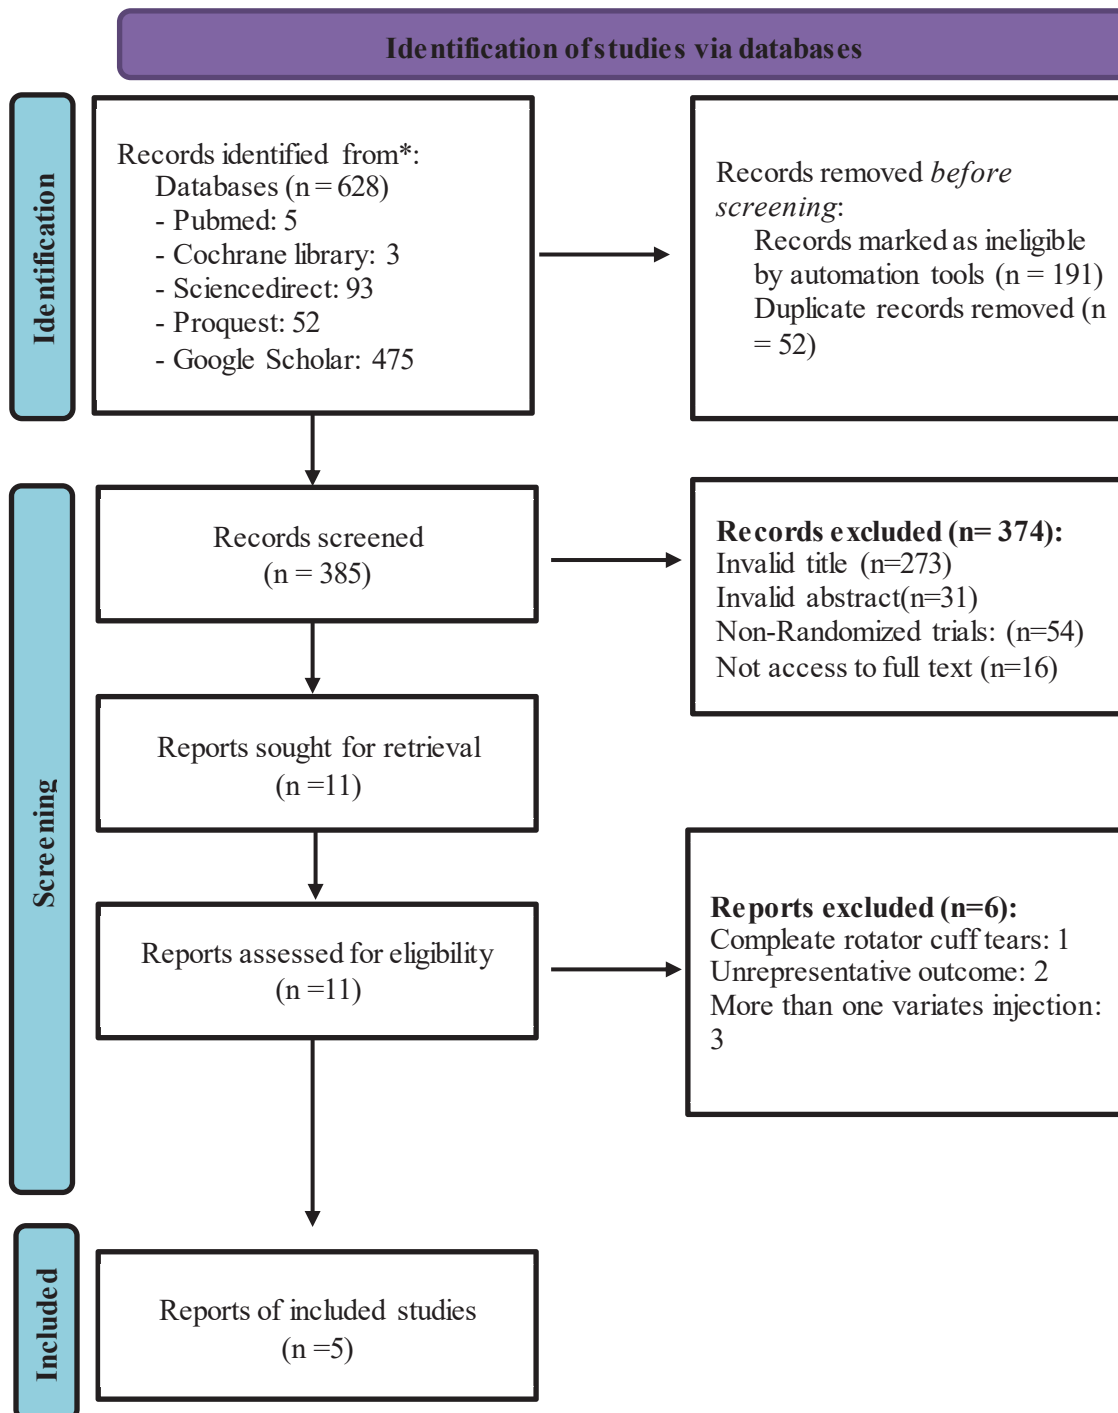 Identification of studies via databases
Identification
Records identified from*:
Databases (n = 628)
- Pubmed: 5
- Cochrane library: 3
- Sciencedirect: 93
- Proquest: 52
- Google Scholar: 475
Records removed before
screening:
Records marked as ineligible
by automation tools (n = 191)
Duplicate records removed (n
= 52)
Screening
Records screened
(n = 385)
Records excluded (n= 374):
Invalid title (n=273)
Invalid abstract(n=31)
Non-Randomized trials: (n=54)
Not access to full text (n=16)
Reports sought for retrieval
(n =11)
Reports assessed for eligibility
(n =11)
Reports excluded (n=6):
Compleate rotator cuff tears: 1
Unrepresentative outcome: 2
More than one variates injection:
3
Included
Reports of included studies
(n =5)